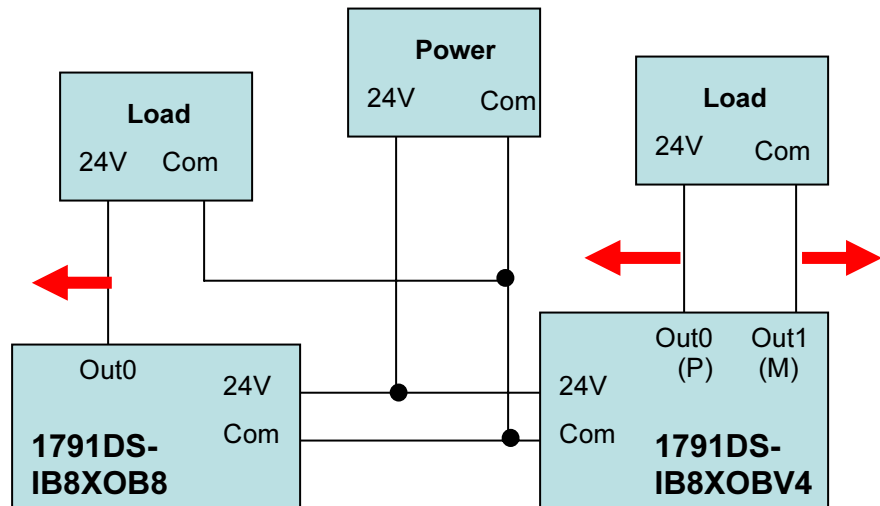 Power
24V Com
Load
24V Com
Load
24V Com
Out0
24V
Com
1791DS-
IB8XOB8
Out0 Out1
(P) (M)
24V
Com
1791DS-
IB8XOBV4